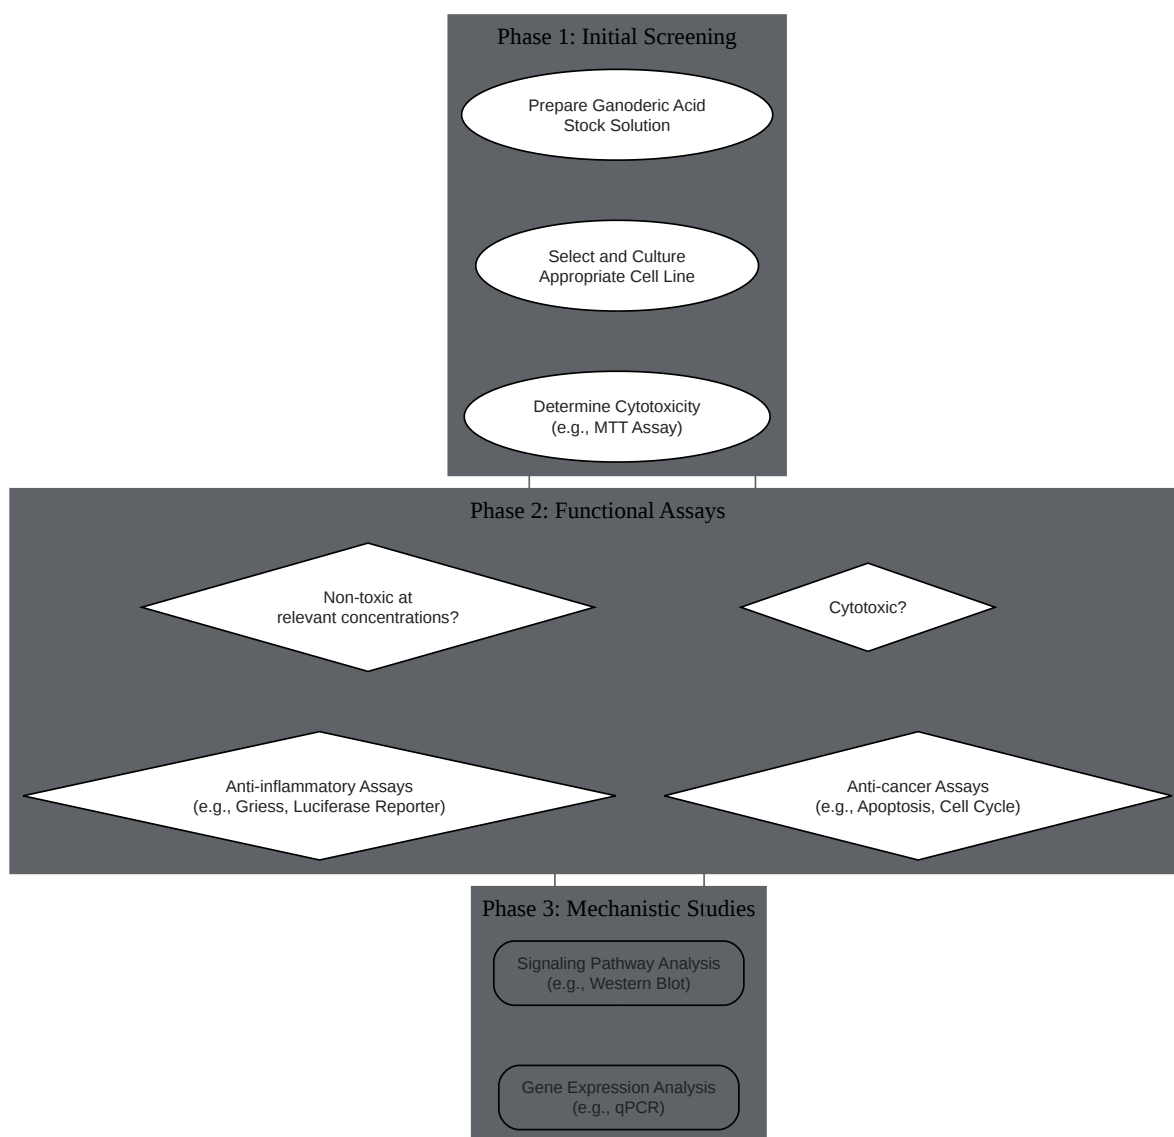 Phase 1: Initial Screening
Prepare Ganoderic Acid
Stock Solution
Select and Culture
Appropriate Cell Line
Determine Cytotoxicity
(e.g., MTT Assay)
Phase 2: Functional Assays
Non-toxic at
relevant concentrations?
Cytotoxic?
Anti-inflammatory Assays
(e.g., Griess, Luciferase Reporter)
Anti-cancer Assays
(e.g., Apoptosis, Cell Cycle)
Phase 3: Mechanistic Studies
Signaling Pathway Analysis
(e.g., Western Blot)
Gene Expression Analysis
(e.g., qPCR)